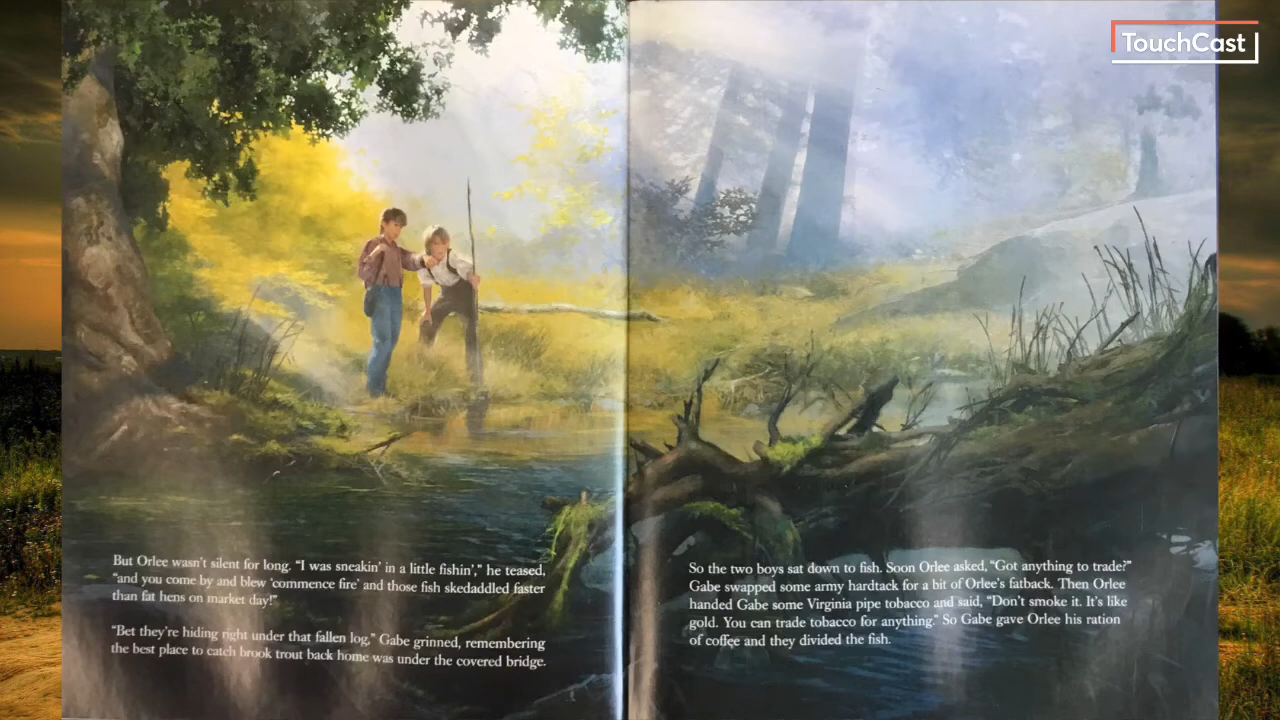 TouchCast
But Orlee wasn't silent for long. “I was sneakin' in a little fishin',” he teased,
“and you come by and blew ‘commence fire’ and those fish skedaddled faster
than fat hens on market day!”
“Bet they're hiding right under that fallen log,” Gabe grinned, remembering
the best place to catch brook trout back home was under the covered bridge.
So the two boys sat down to fish. Soon Orlee asked, “Got anything to trade?”
Gabe swapped some army hardtack for a bit of Orlee's fatback. Then Orlee
handed Gabe some Virginia pipe tobacco and said, “Don't smoke it. It's like
gold. You can trade tobacco for anything.” So Gabe gave Orlee his ration
of coffee and they divided the fish.